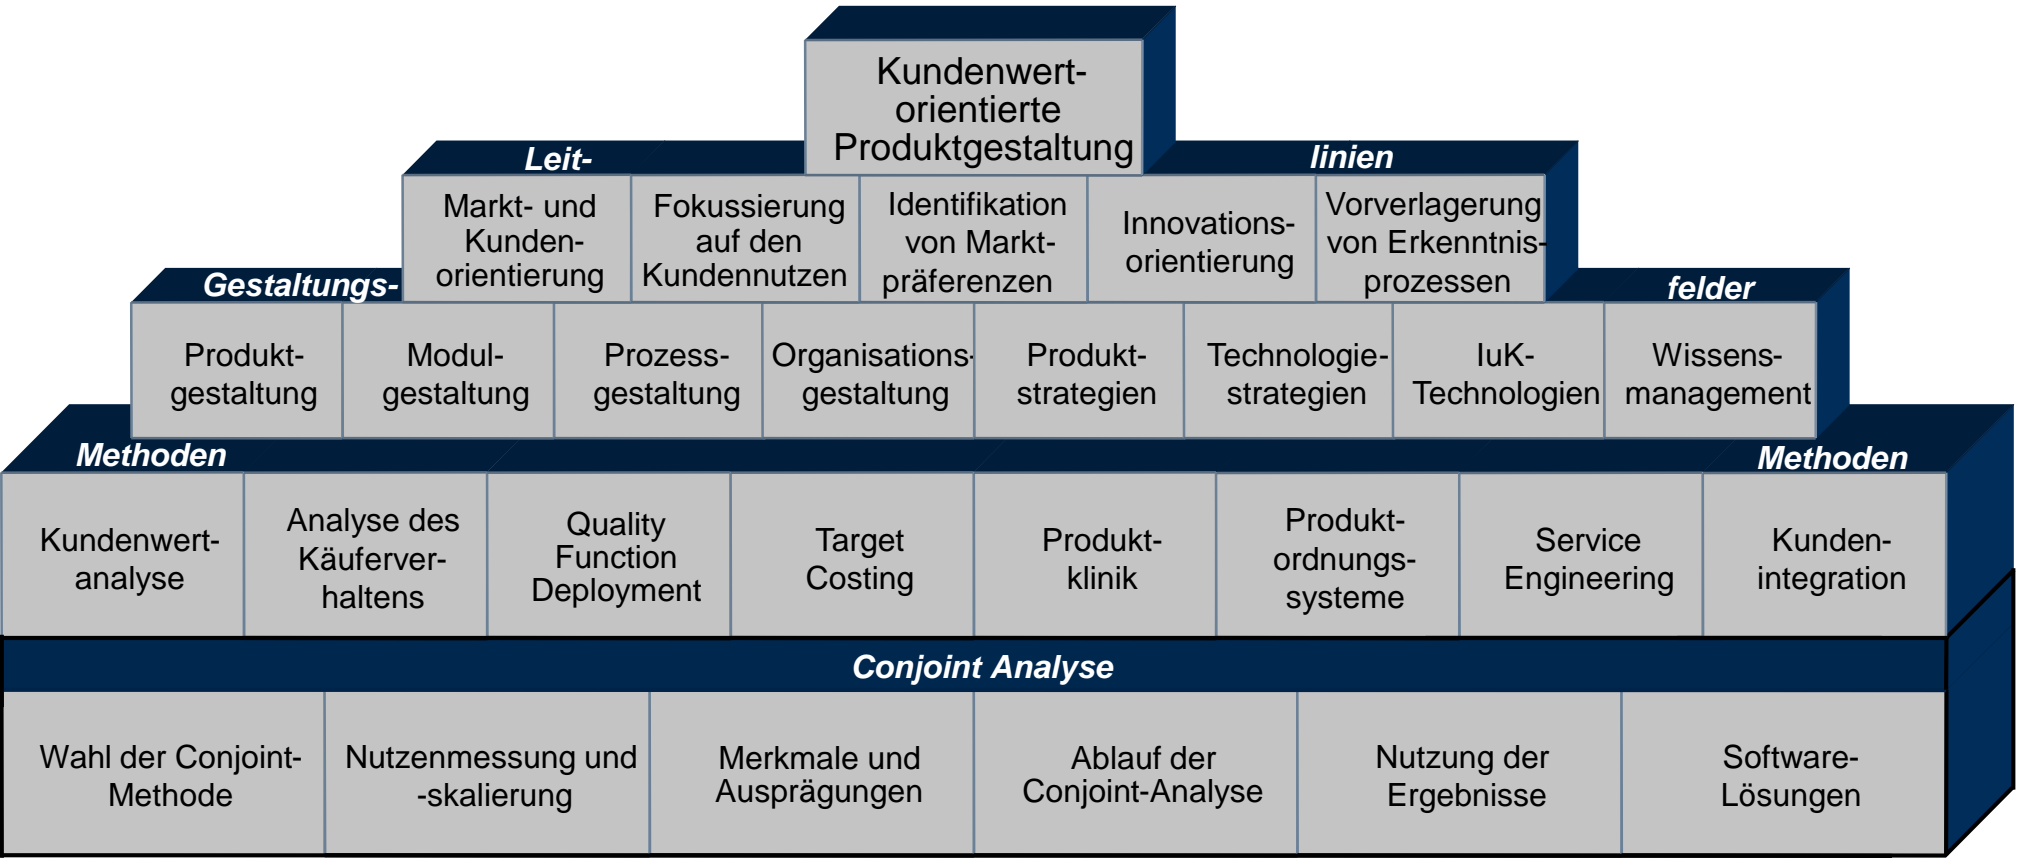 Kundenwert-
orientierte
Produktgestaltung
Leit-
linien
Markt- und
Kunden-
orientierung
Fokussierung
auf den
Kundennutzen
Identifikation
von Markt-
präferenzen
Innovations-
orientierung
Vorverlagerung
von Erkenntnis-
prozessen
Gestaltungs-
felder
Produkt-
gestaltung
Modul-
gestaltung
Prozess-
gestaltung
Organisations-
gestaltung
Produkt-
strategien
Technologie-
strategien
IuK-
Technologien
Wissens-
management
Methoden
Methoden
Kundenwert-
analyse
Analyse des
Käuferver-
haltens
Quality
Function
Deployment
Target
Costing
Produkt-
klinik
Produkt-
ordnungs-
systeme
Service
Engineering
Kunden-
integration
Conjoint Analyse
Wahl der Conjoint-
Methode
Nutzenmessung und
-skalierung
Merkmale und
Ausprägungen
Ablauf der
Conjoint-Analyse
Nutzung der
Ergebnisse
Software-
Lösungen